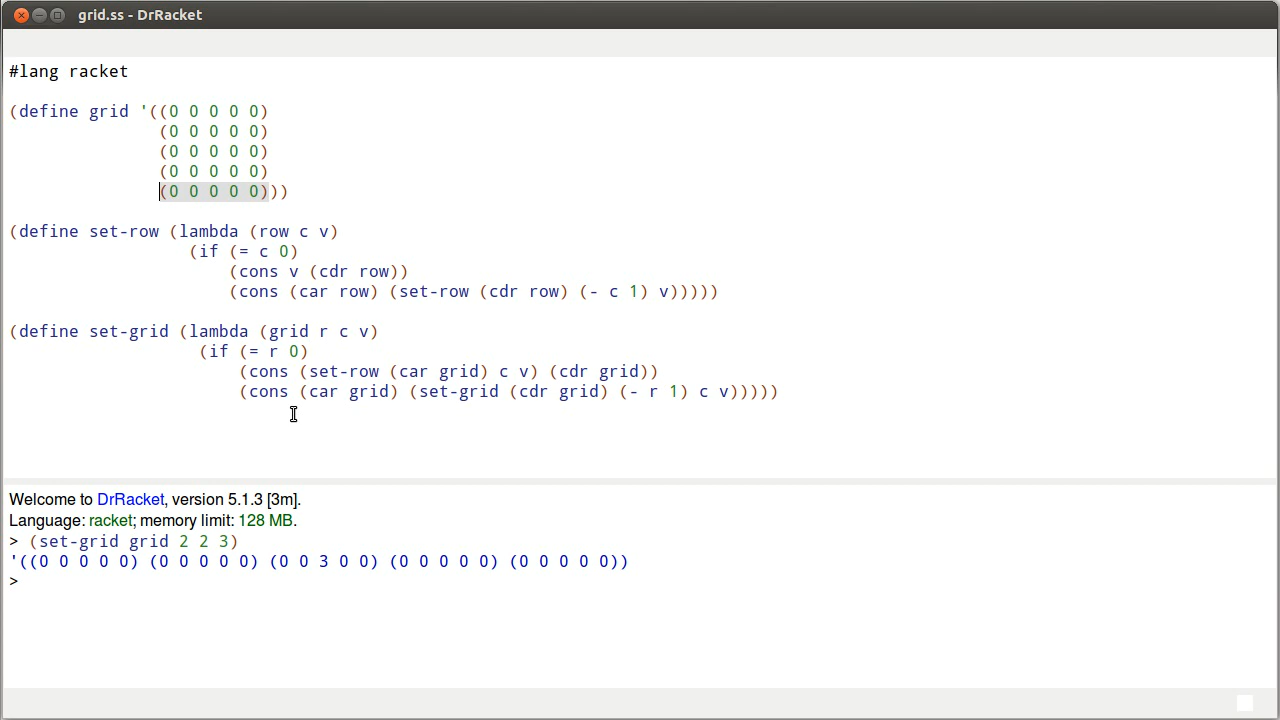 grid.ss - DrRacket
#lang racket
(define grid '((0 0 0 0 0)
(0 0 0 0 0)
(0 0 0 0 0)
(0 0 0 0 0)
(0 0 0 0 0)))
(define set-row (lambda (row c v)
(if (= c 0)
(cons v (cdr row))
(cons (car row) (set-row (cdr row) (- c 1) v)))))
(define set-grid (lambda (grid r c v)
(if (= r 0)
(cons (set-row (car grid) c v) (cdr grid))
(cons (car grid) (set-grid (cdr grid) (- r 1) c v)))))
Welcome to DrRacket, version 5.1.3 [3m].
Language: racket; memory limit: 128 MB.
> (set-grid grid 2 2 3)
'((0 0 0 0 0) (0 0 0 0 0) (0 0 3 0 0) (0 0 0 0 0) (0 0 0 0 0))
>